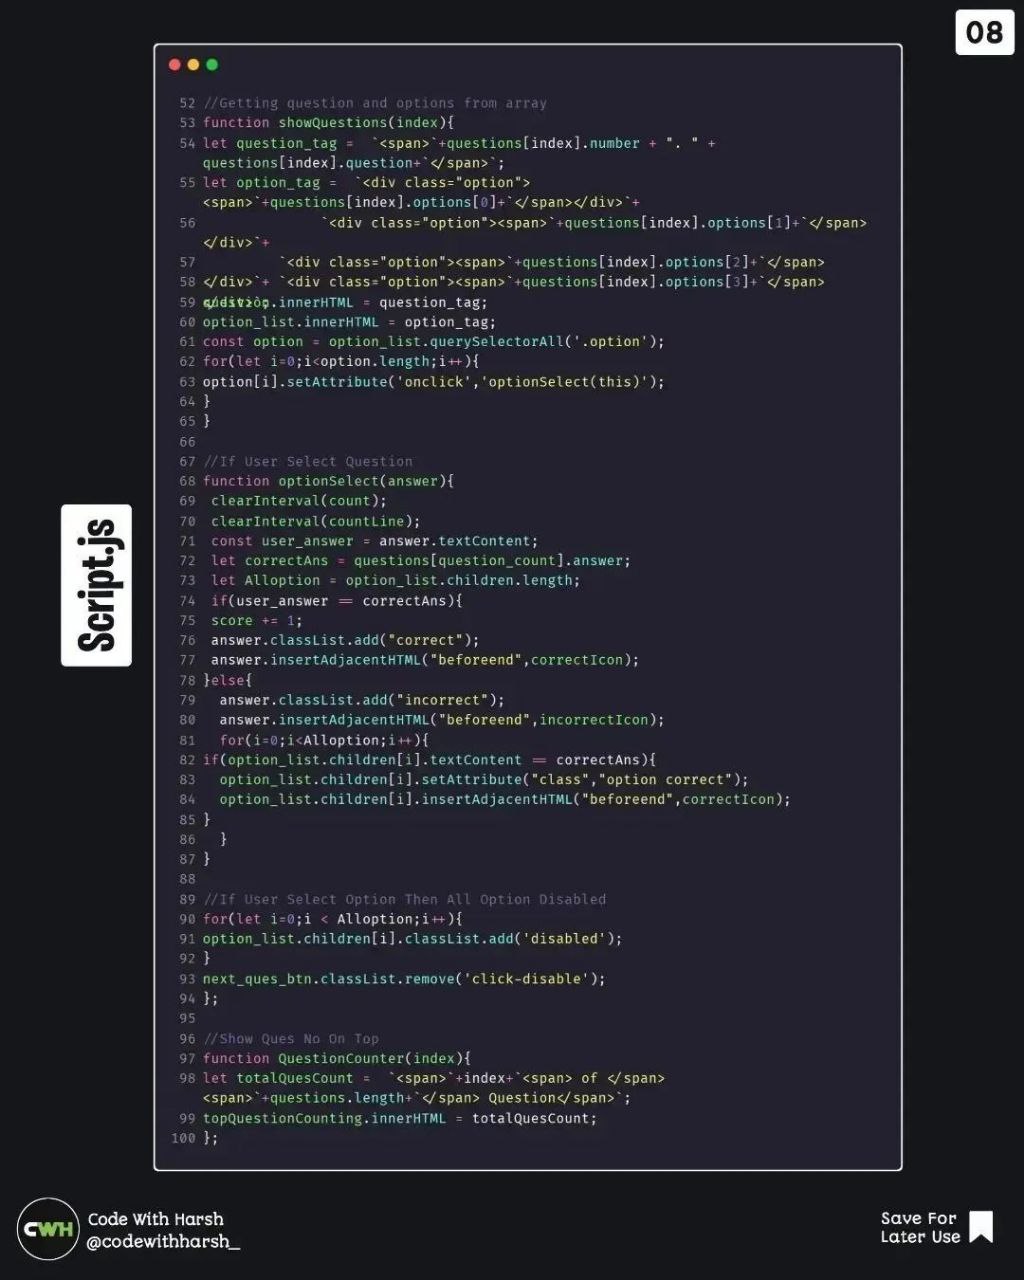 08
52 //Getting question and options from array
53 function showQuestions(index){
54 let question_tag =  `<span>`+questions[index].number + ". " +
questions[index].question+`</span>`;
55 let option_tag =  `<div class="option">
<span>`+questions[index].options[0]+`</span></div>`+
56 `<div class="option"><span>`+questions[index].options[1]+`</span>
</div>`+
57 `<div class="option"><span>`+questions[index].options[2]+`</span>
58 </div>`+ `<div class="option"><span>`+questions[index].options[3]+`</span>
59 .innerHTML = question_tag;
60 option_list.innerHTML = option_tag;
61 const option = option_list.querySelectorAll('.option');
62 for(let i=0;i<option.length;i++){
63 option[i].setAttribute('onclick','optionSelect(this)');
64 }
65 }
66
67 //If User Select Question
68 function optionSelect(answer){
69 clearInterval(count);
70 clearInterval(countLine);
71 const user_answer = answer.textContent;
72 let correctAns = questions[question_count].answer;
73 let Alloption = option_list.children.length;
74 if(user_answer == correctAns){
75 score += 1;
76 answer.classList.add("correct");
77 answer.insertAdjacentHTML("beforeend",correctIcon);
78 }else{
79 answer.classList.add("incorrect");
80 answer.insertAdjacentHTML("beforeend",incorrectIcon);
81 for(i=0;i<Alloption;i++){
82 if(option_list.children[i].textContent == correctAns){
83 option_list.children[i].setAttribute("class","option correct");
84 option_list.children[i].insertAdjacentHTML("beforeend",correctIcon);
85 }
86 }
87 }
88
89 //If User Select Option Then All Option Disabled
90 for(let i=0;i < Alloption;i++){
91 option_list.children[i].classList.add('disabled');
92 }
93 next_ques_btn.classList.remove('click-disable');
94 };
95
96 //Show Ques No On Top
97 function QuestionCounter(index){
98 let totalQuesCount =  `<span>`+index+`<span> of </span>
<span>`+questions.length+`</span> Question</span>`;
99 topQuestionCounting.innerHTML = totalQuesCount;
100 };
Script.js
CWH
Code With Harsh
@codewithharsh_
Save For
Later Use